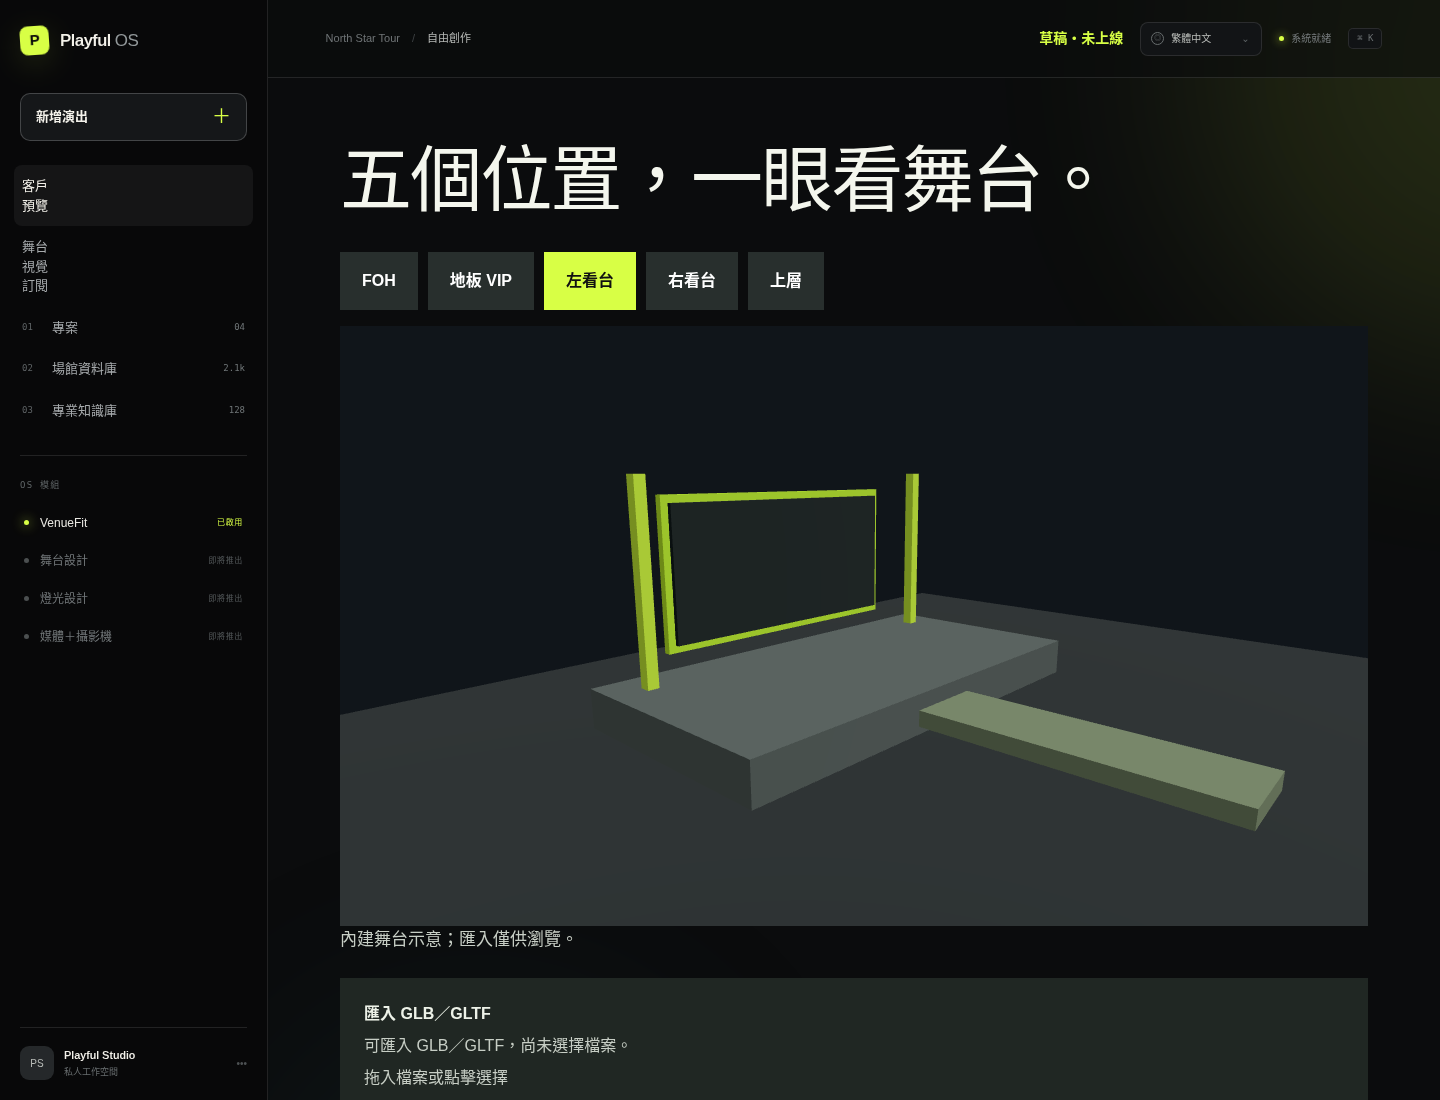 P Playful OS
新增演出 +
客戶
預覽
舞台
視覺
訂閱
01 專案 04
02 場館資料庫 2.1k
03 專業知識庫 128
OS 模組
VenueFit 已啟用
舞台設計 即將推出
燈光設計 即將推出
媒體＋攝影機 即將推出
PS Playful Studio
私人工作空間
•••
North Star Tour / 自由創作
草稿・未上線
繁體中文
系統就緒
⌘ K
五個位置，一眼看舞台。
FOH 地板 VIP 左看台 右看台 上層
內建舞台示意；匯入僅供瀏覽。
匯入 GLB／GLTF
可匯入 GLB／GLTF，尚未選擇檔案。
拖入檔案或點擊選擇